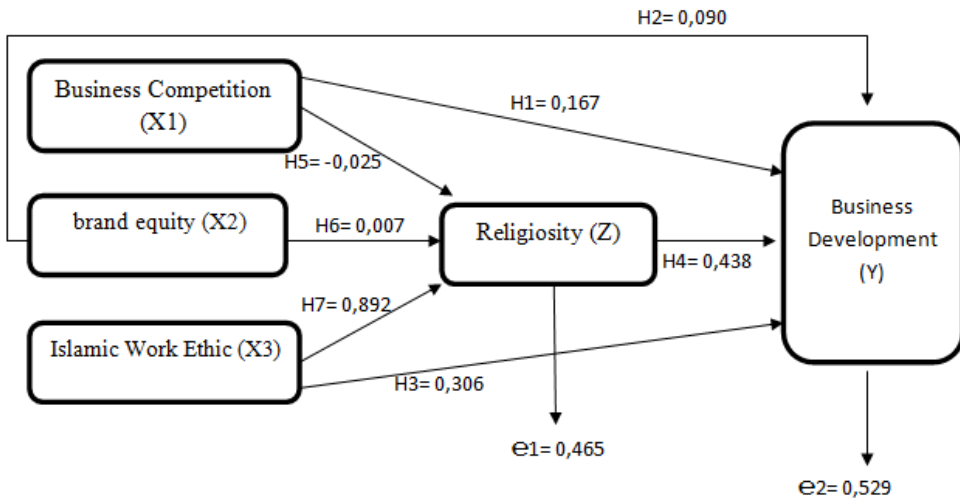 H2= 0,090
Business Competition
(X1)
H1= 0,167
H5= -0,025
brand equity (X2)
H6= 0,007
Religiosity (Z)
H4= 0,438
Business
Development
(Y)
H7= 0,892
Islamic Work Ethic (X3)
H3= 0,306
e1= 0,465
e2= 0,529